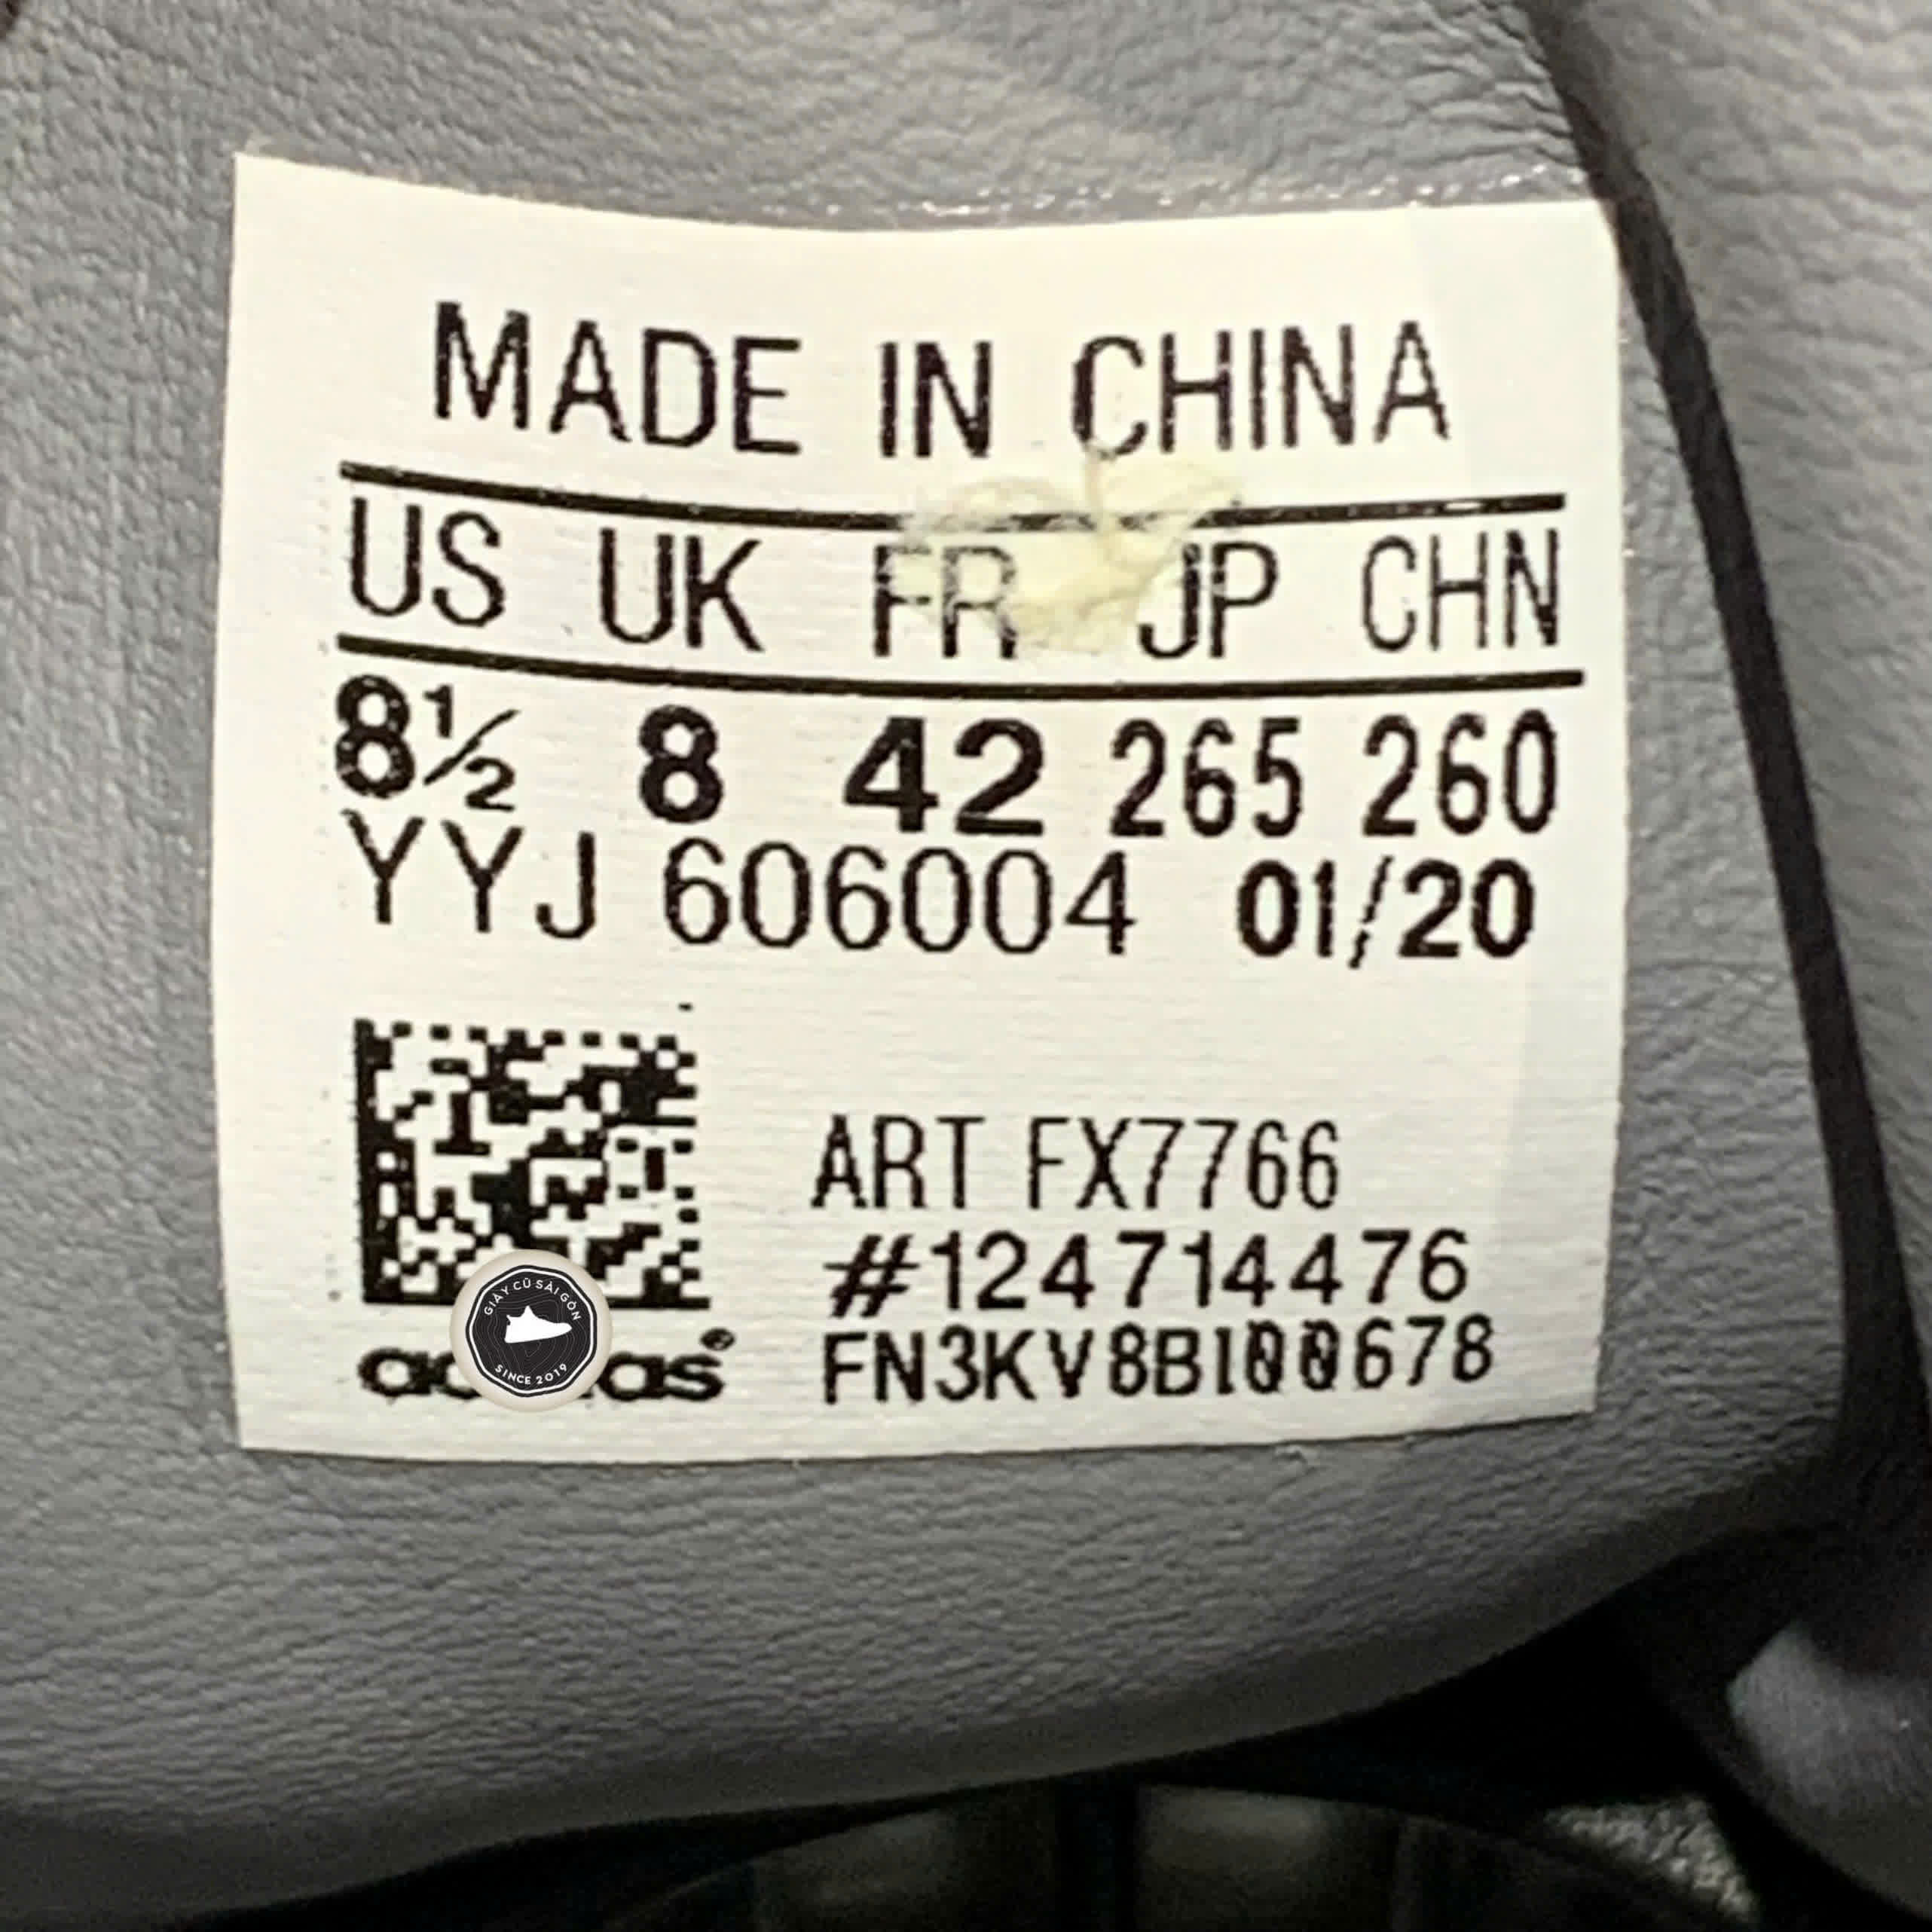 MADE IN CHINA
US UK FR JP CHN
8½ 8 42 265 260
YYJ 606004 01/20
ART FX7766
#124714476
FN3KV8B100678
GIÀY CŨ SÀI GÒN
SINCE 2019